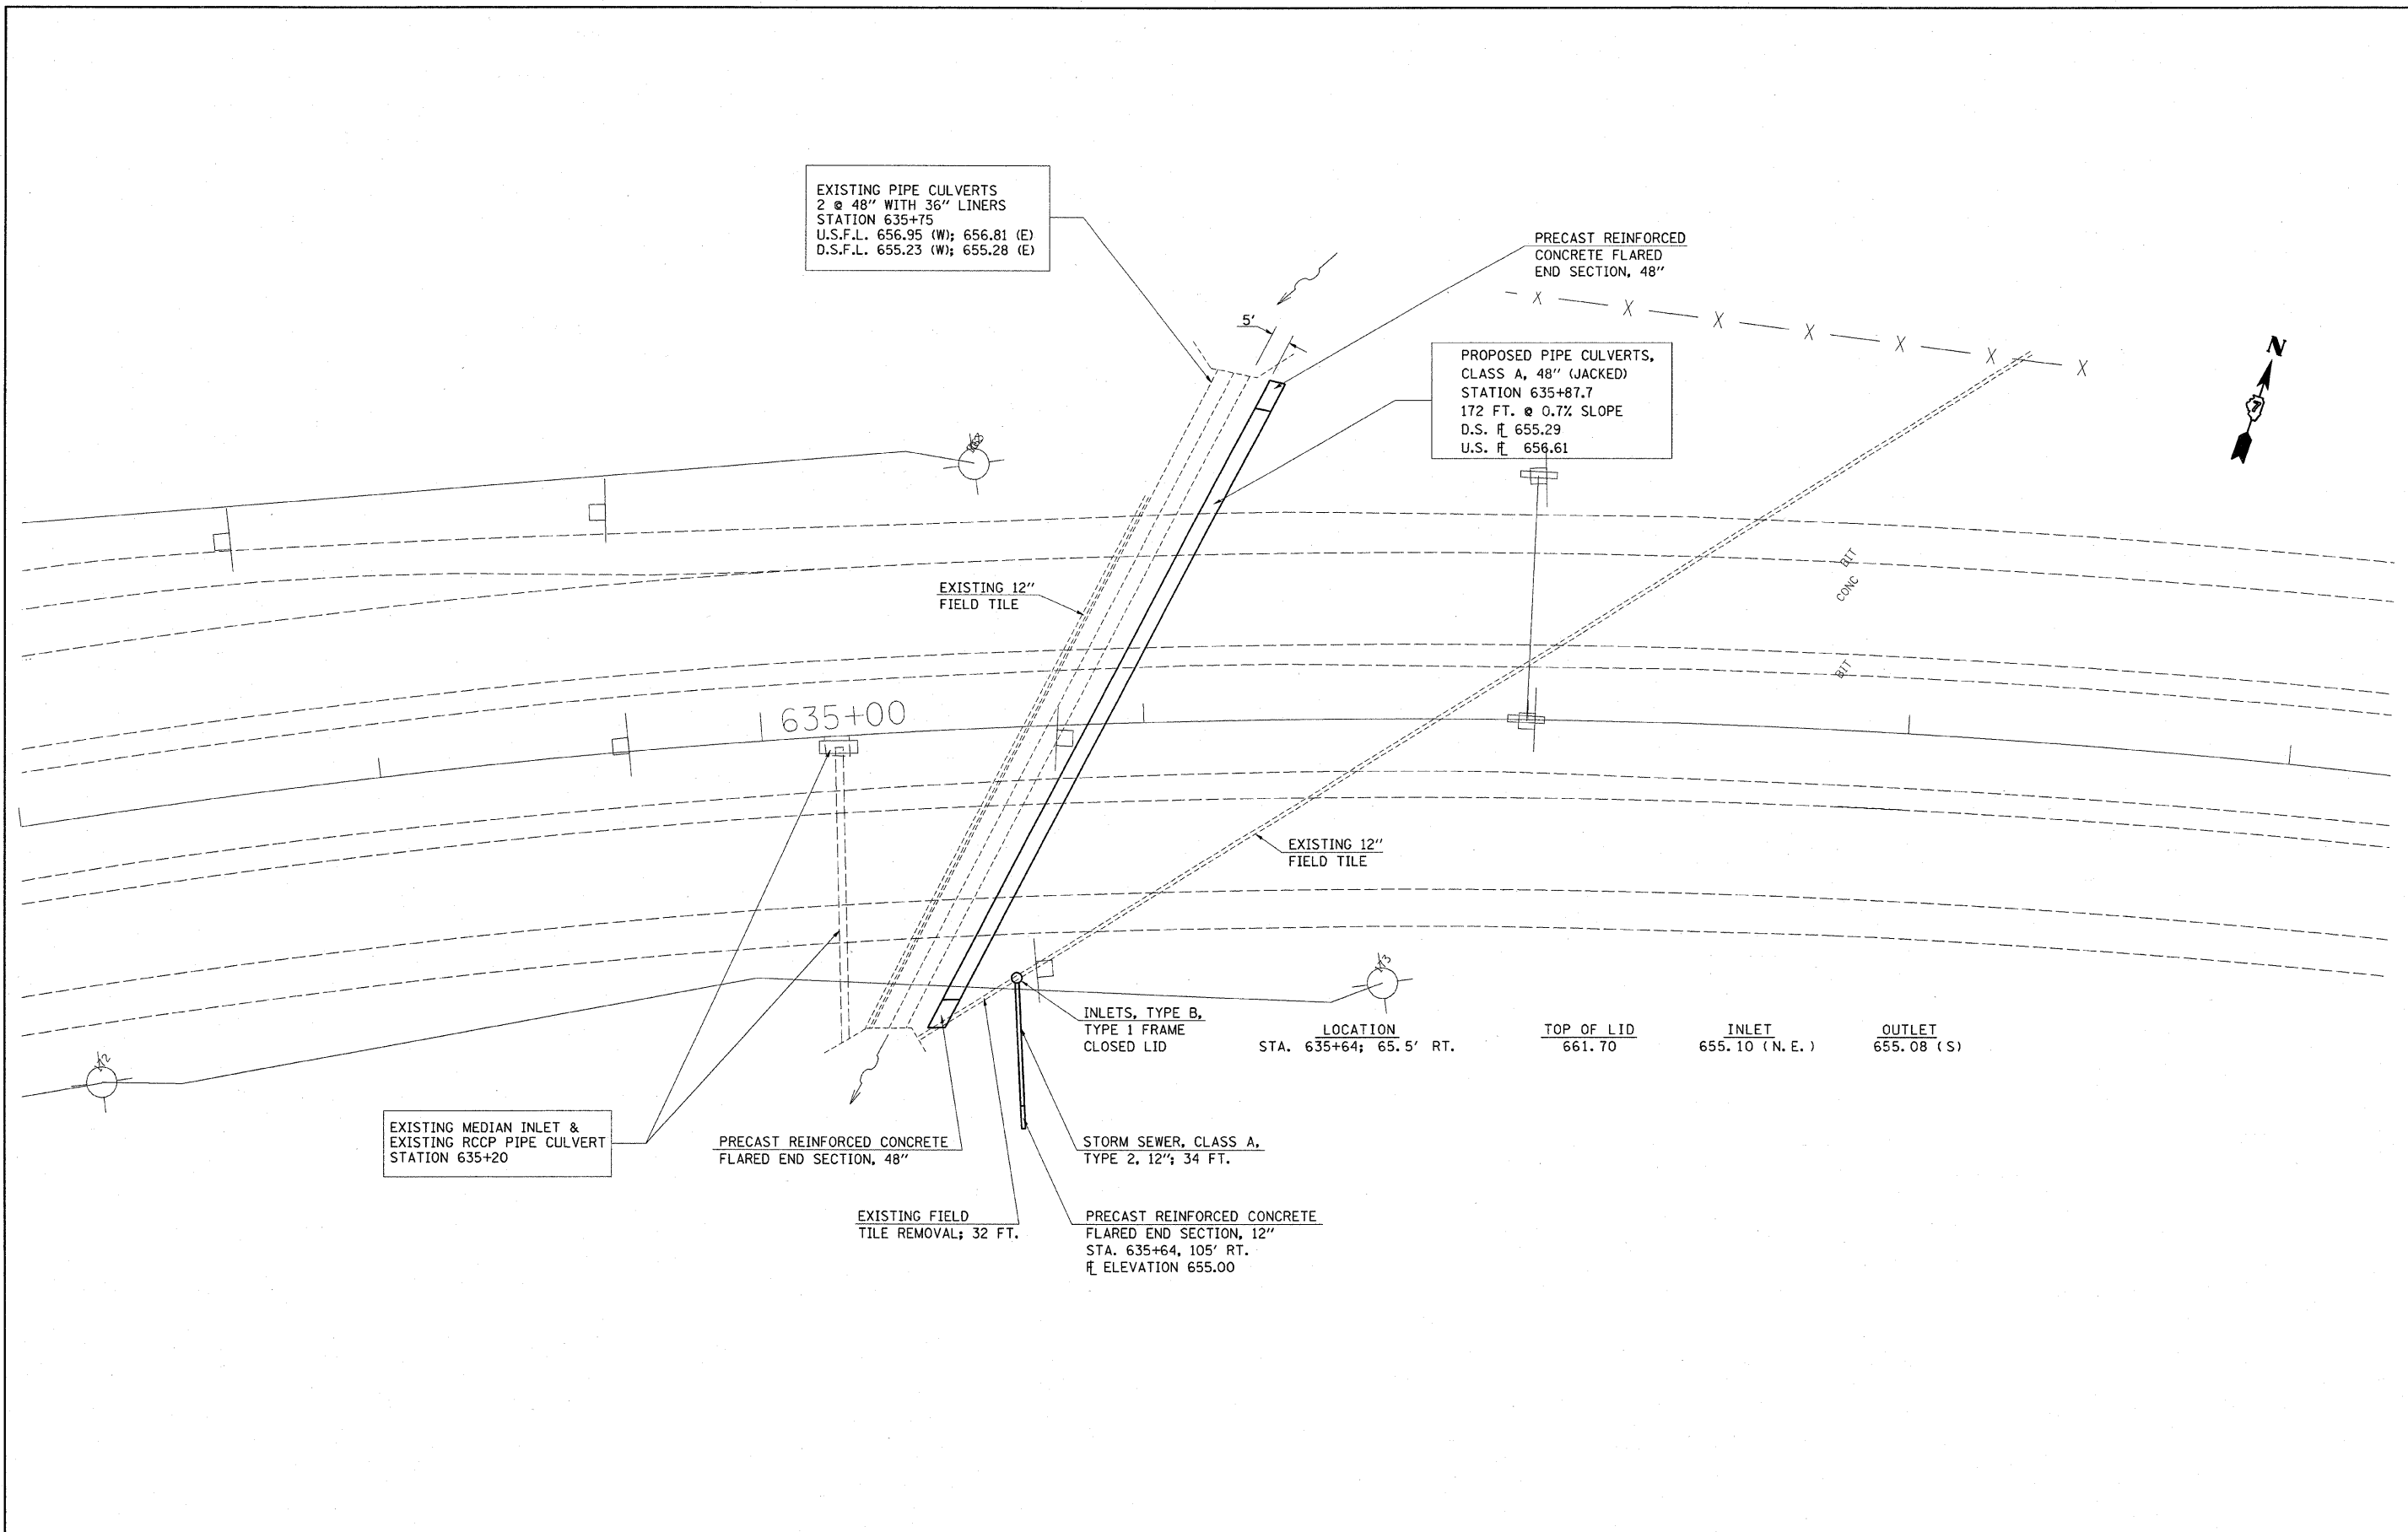 EXISTING PIPE CULVERTS
2 @ 48" WITH 36" LINERS
STATION 635+75
U.S.F.L. 656.95 (W); 656.81 (E)
D.S.F.L. 655.23 (W); 655.28 (E)
PRECAST REINFORCED
CONCRETE FLARED
END SECTION, 48"
5'
X X X X X X X
PROPOSED PIPE CULVERTS,
CLASS A, 48" (JACKED)
STATION 635+87.7
172 FT. @ 0.7% SLOPE
D.S. FL 655.29
U.S. FL 656.61
N
7
EXISTING 12"
FIELD TILE
BIT
CONC
BIT
635+00
EXISTING 12"
FIELD TILE
INLETS, TYPE B,
TYPE 1 FRAME
CLOSED LID
LOCATION TOP OF LID INLET OUTLET
STA. 635+64; 65.5' RT. 661.70 655.10 (N.E.) 655.08 (S)
EXISTING MEDIAN INLET &
EXISTING RCCP PIPE CULVERT
STATION 635+20
PRECAST REINFORCED CONCRETE
FLARED END SECTION, 48"
STORM SEWER, CLASS A,
TYPE 2, 12"; 34 FT.
EXISTING FIELD
TILE REMOVAL; 32 FT.
PRECAST REINFORCED CONCRETE
FLARED END SECTION, 12"
STA. 635+64, 105' RT.
FL ELEVATION 655.00